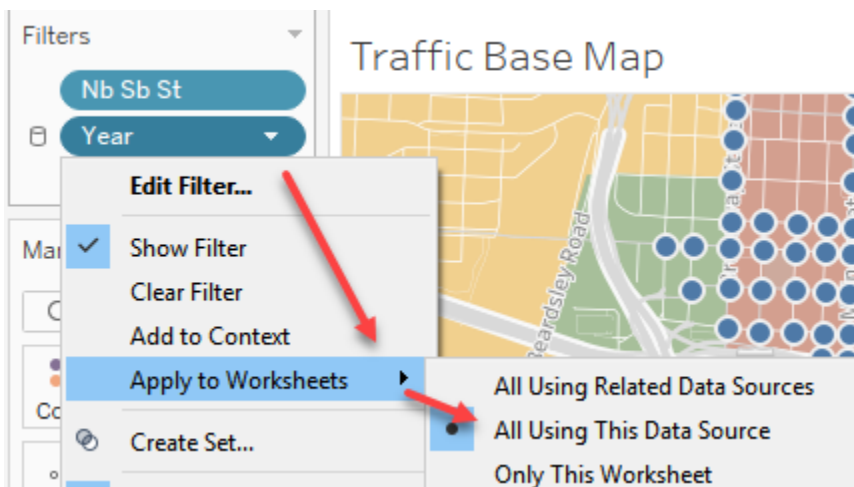 Filters
Traffic Base Map
Nb Sb St
Year
Edit Filter...
Show Filter
Clear Filter
Add to Context
Apply to Worksheets
Create Set...
All Using Related Data Sources
All Using This Data Source
Only This Worksheet
Beardsley Road